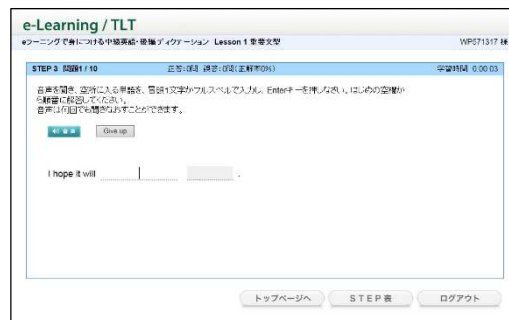 e-Learning / TLT
eラーニングで身につける中級英語・後編 ディクテーション Lesson 1 重要文型 WP571317 様
STEP 3 問題1 / 10 正答:0問 誤答:0問(正解率0%) 学習時間 0:00:03
音声を聞き、空所に入る単語を、冒頭1文字かフルスペルで入力し、Enterキーを押しなさい。はじめの空欄か
ら順番に解答してください。
音声は何回でも聞きなおすことができます。
音声 Give up
I hope it will .
トップページへ STEP表 ログアウト